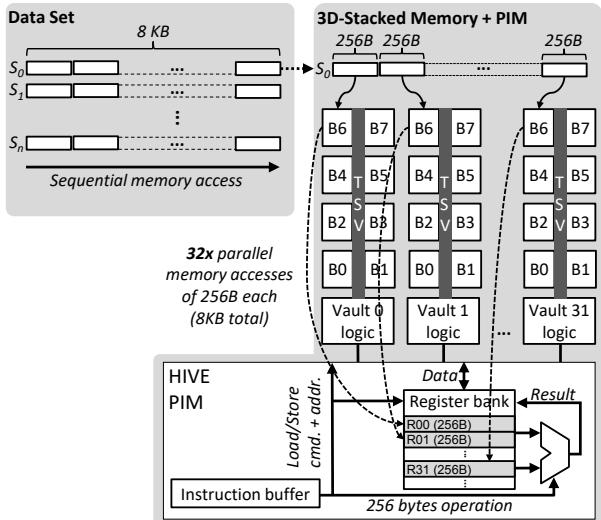 Data Set
8 KB
S0
...
S1
...
⋮
Sn
...
Sequential memory access
3D-Stacked Memory + PIM
256B 256B 256B
S0
...
B6 B7 B6 B7 B6 B7
B4 B5 B4 B5 B4 B5
B2 B3 B2 B3 B2 B3
B0 B1 B0 B1 B0 B1
TSV TSV TSV
Vault 0 logic
Vault 1 logic
Vault 31 logic
...
32x parallel
memory accesses
of 256B each
(8KB total)
HIVE
PIM
Load/Store
cmd. + addr.
Data
Result
Register bank
R00 (256B)
R01 (256B)
⋮
R31 (256B)
⋮
Instruction buffer
256 bytes operation